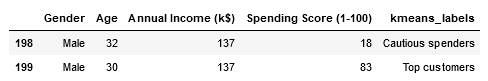 Gender Age Annual Income (k$) Spending Score (1-100) kmeans_labels
198 Male 32 137 18 Cautious spenders
199 Male 30 137 83 Top customers